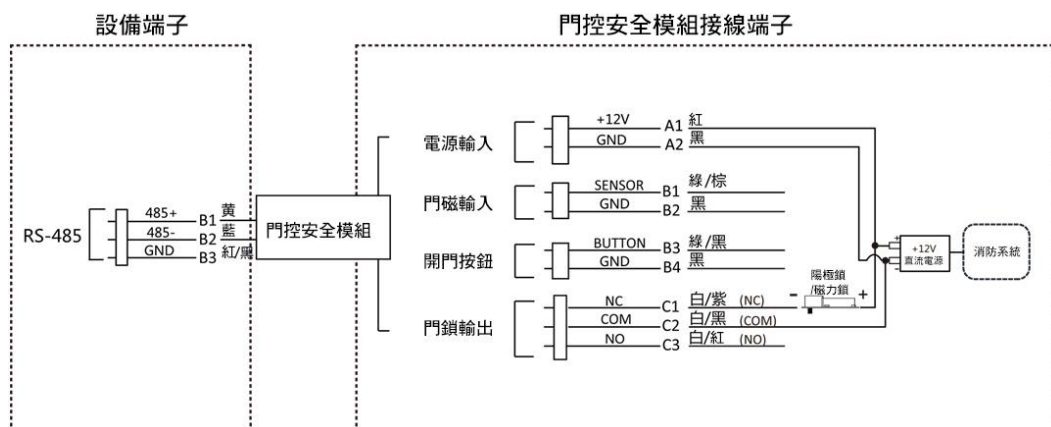 設備端子
門控安全模組接線端子
RS-485
485+ B1 黄
485- B2 藍
GND B3 紅/黑
門控安全模組
電源輸入
+12V A1 紅
GND A2 黑
門磁輸入
SENSOR B1 綠/棕
GND B2 黑
開門按鈕
BUTTON B3 綠/黑
GND B4 黑
門鎖輸出
NC C1 白/紫 (NC)
COM C2 白/黑 (COM)
NO C3 白/紅 (NO)
陽極鎖
/磁力鎖
- +
+
-
+12V
直流電源
消防系統